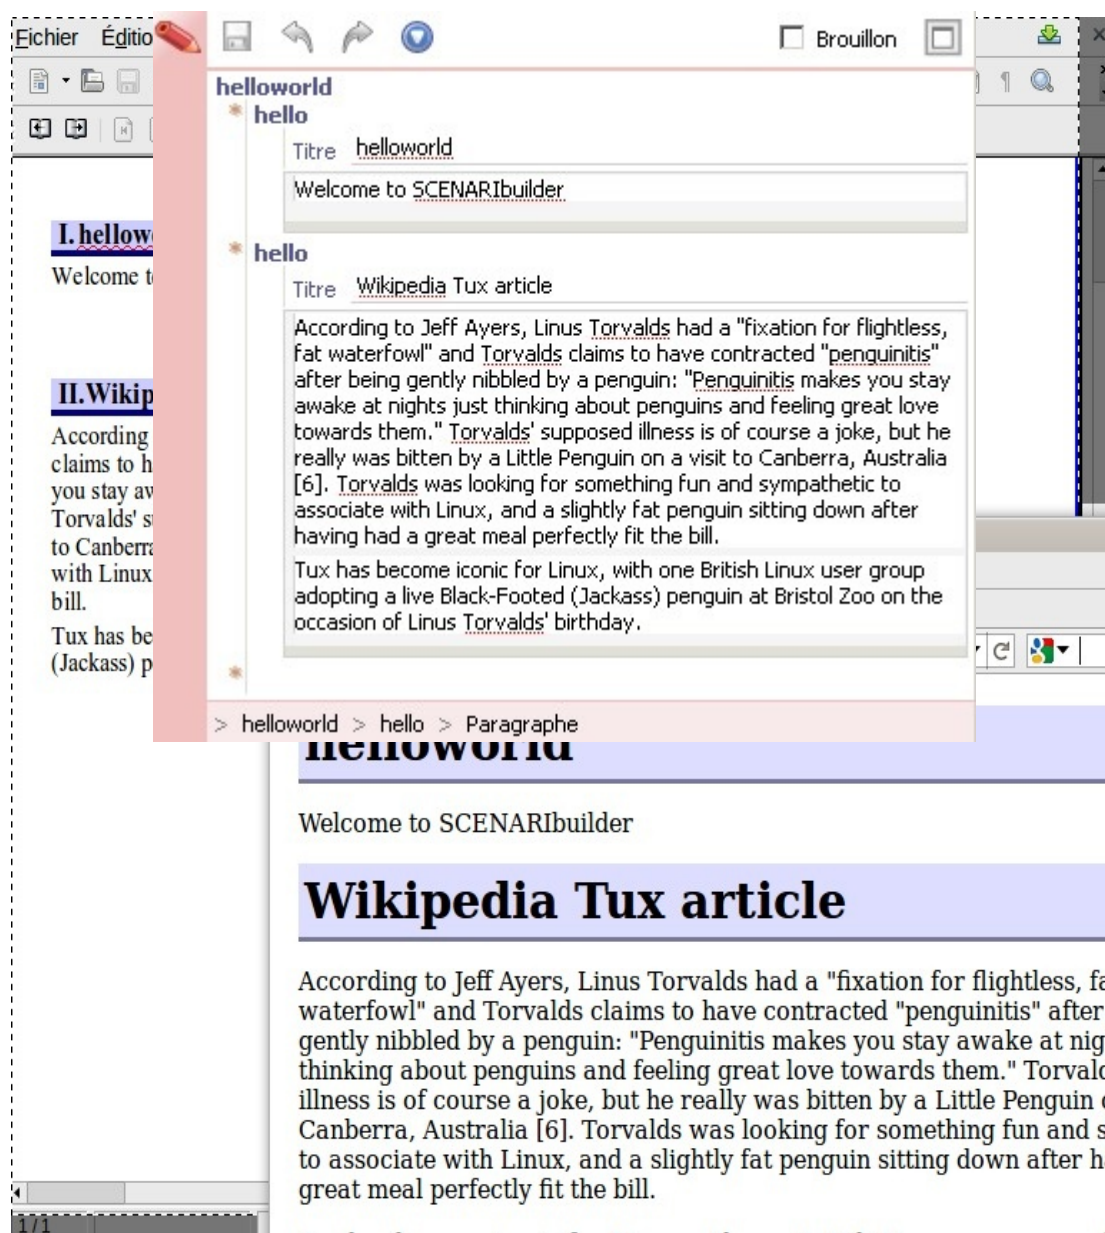 Fichier Éditio
Brouillon
helloworld
hello
Titre helloworld
Welcome to SCENARIbuilder
hello
Titre Wikipedia Tux article
According to Jeff Ayers, Linus Torvalds had a "fixation for flightless,
fat waterfowl" and Torvalds claims to have contracted "penguinitis"
after being gently nibbled by a penguin: "Penguinitis makes you stay
awake at nights just thinking about penguins and feeling great love
towards them." Torvalds' supposed illness is of course a joke, but he
really was bitten by a Little Penguin on a visit to Canberra, Australia
[6]. Torvalds was looking for something fun and sympathetic to
associate with Linux, and a slightly fat penguin sitting down after
having had a great meal perfectly fit the bill.
Tux has become iconic for Linux, with one British Linux user group
adopting a live Black-Footed (Jackass) penguin at Bristol Zoo on the
occasion of Linus Torvalds' birthday.
> helloworld > hello > Paragraphe
I. hellow
Welcome t
II.Wikip
According
claims to h
you stay aw
Torvalds' s
to Canberra
with Linux
bill.
Tux has be
(Jackass) p
1/1
helloworld
Welcome to SCENARIbuilder
Wikipedia Tux article
According to Jeff Ayers, Linus Torvalds had a "fixation for flightless, fa
waterfowl" and Torvalds claims to have contracted "penguinitis" after
gently nibbled by a penguin: "Penguinitis makes you stay awake at nig
thinking about penguins and feeling great love towards them." Torvald
illness is of course a joke, but he really was bitten by a Little Penguin
Canberra, Australia [6]. Torvalds was looking for something fun and s
to associate with Linux, and a slightly fat penguin sitting down after h
great meal perfectly fit the bill.